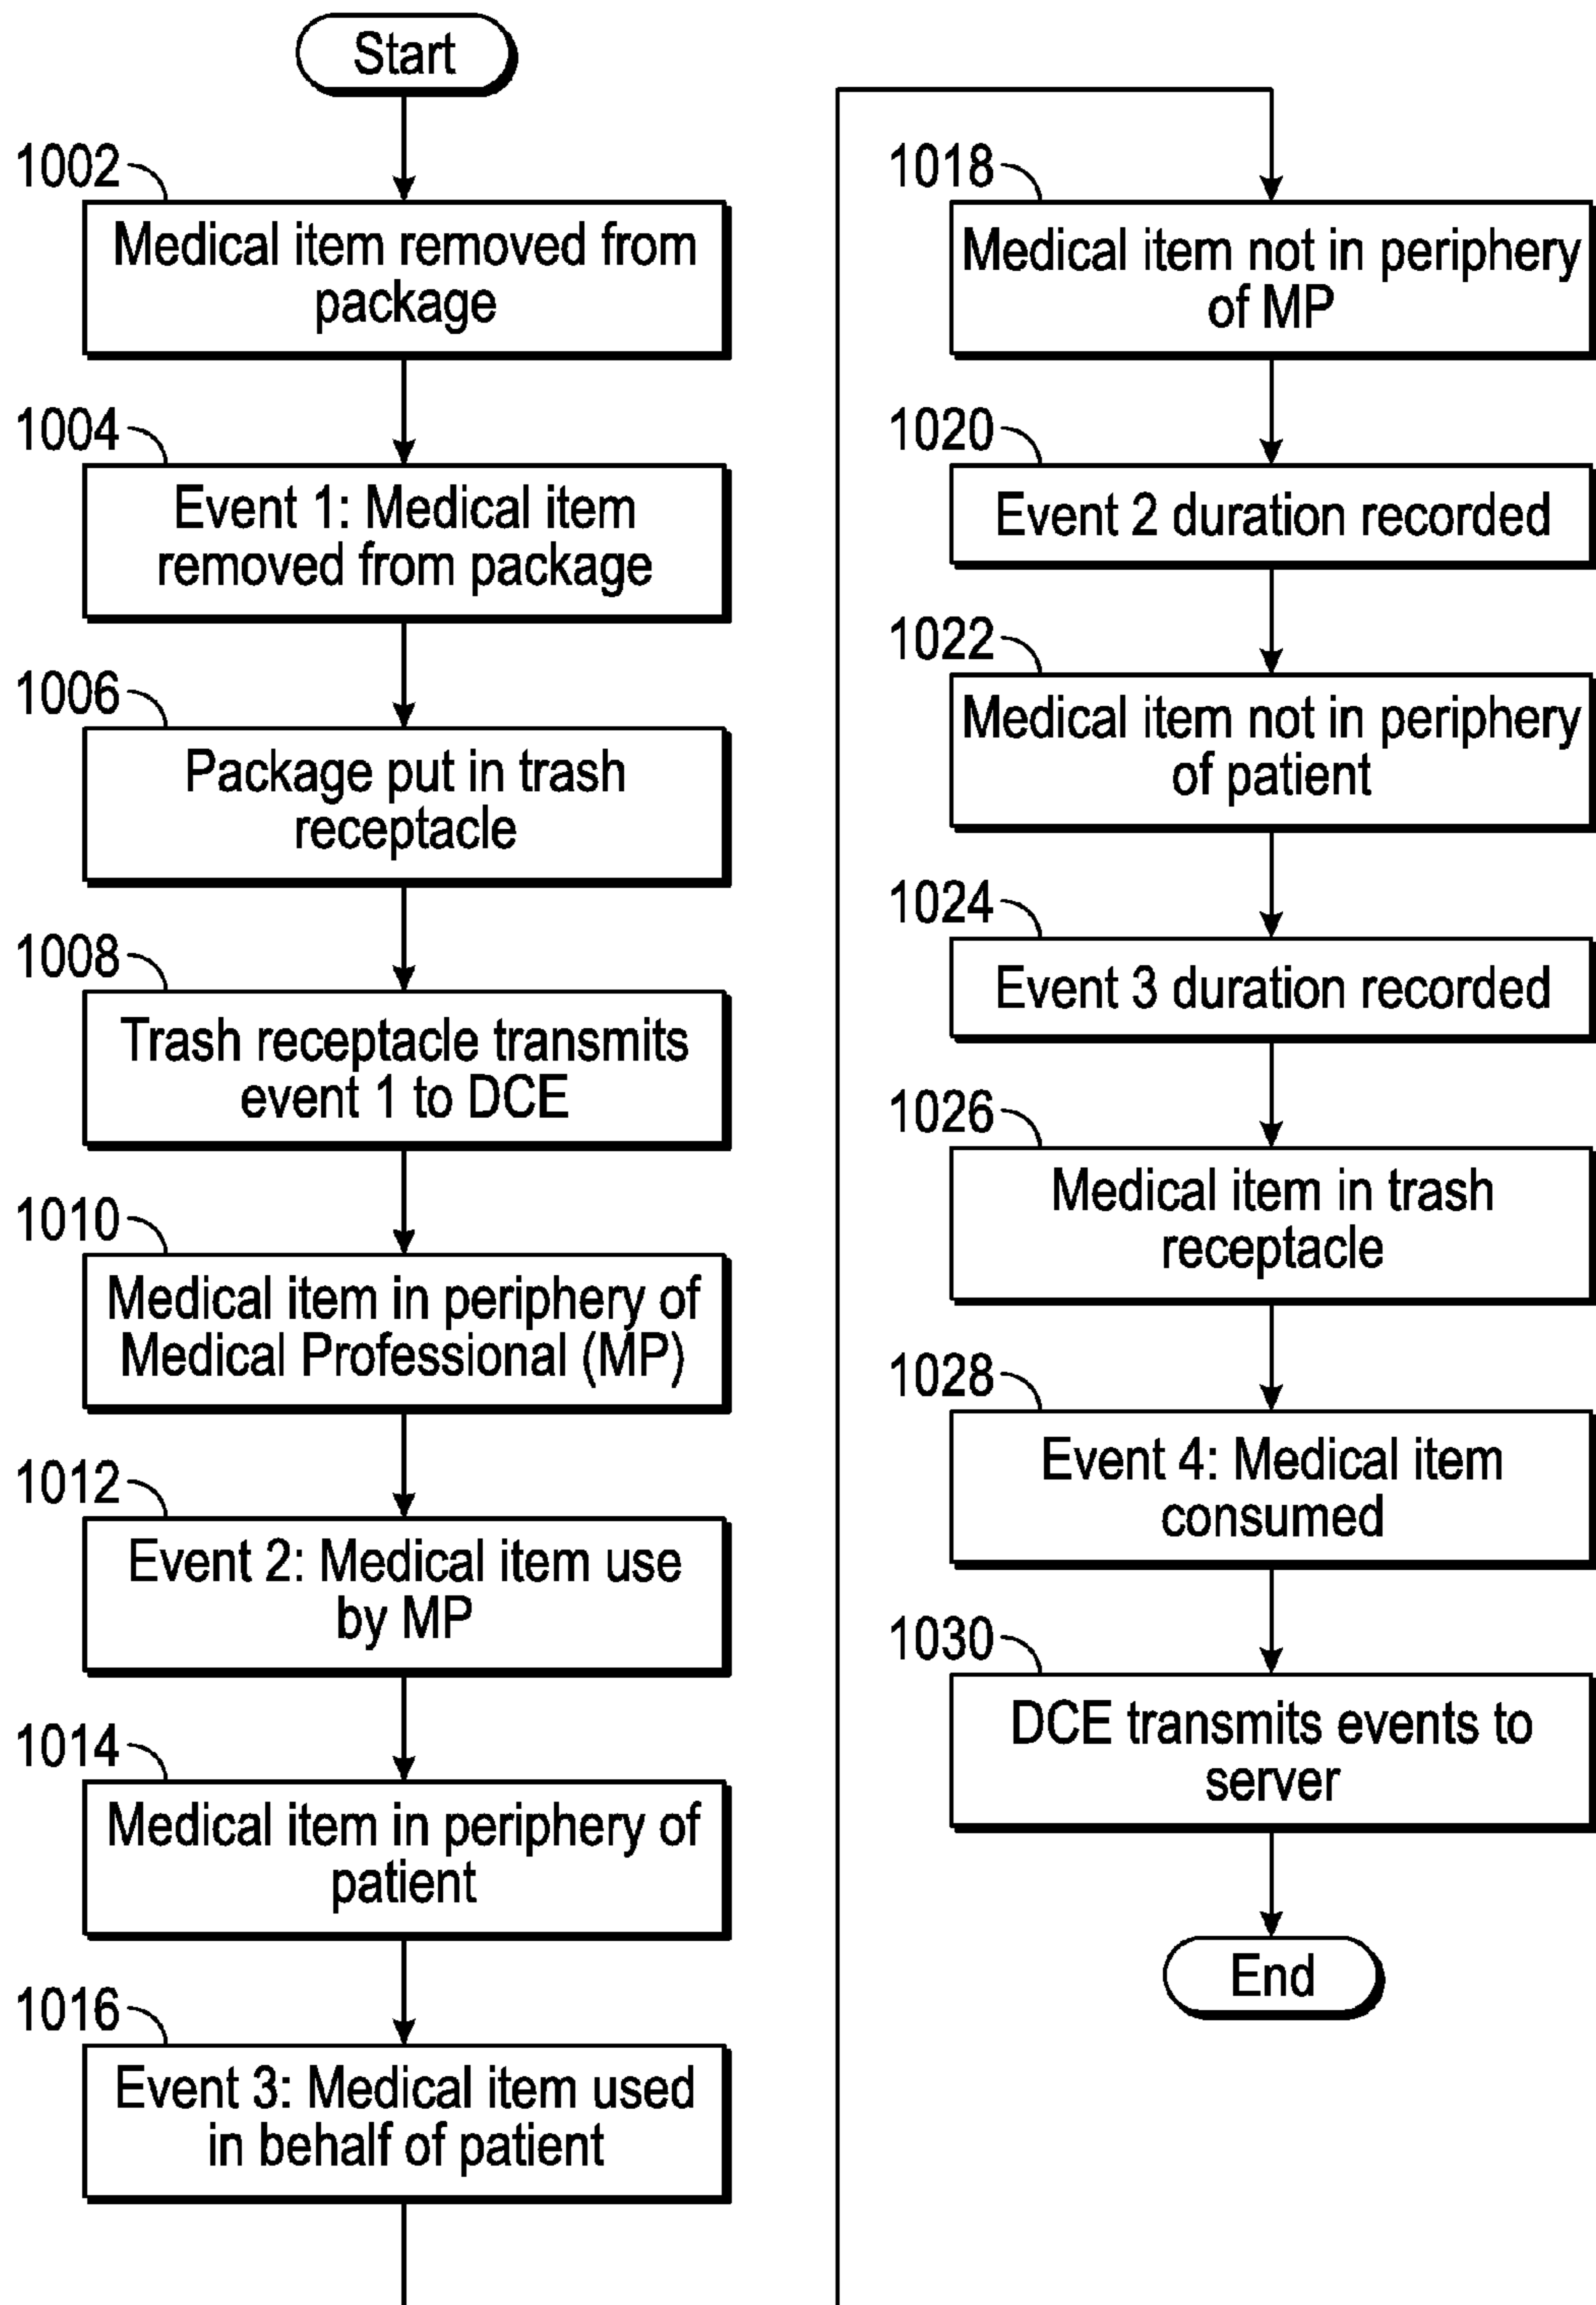 Start
1002
Medical item removed from
package
1004
Event 1: Medical item
removed from package
1006
Package put in trash
receptacle
1008
Trash receptacle transmits
event 1 to DCE
1010
Medical item in periphery of
Medical Professional (MP)
1012
Event 2: Medical item use
by MP
1014
Medical item in periphery of
patient
1016
Event 3: Medical item used
in behalf of patient
1018
Medical item not in periphery
of MP
1020
Event 2 duration recorded
1022
Medical item not in periphery
of patient
1024
Event 3 duration recorded
1026
Medical item in trash
receptacle
1028
Event 4: Medical item
consumed
1030
DCE transmits events to
server
End